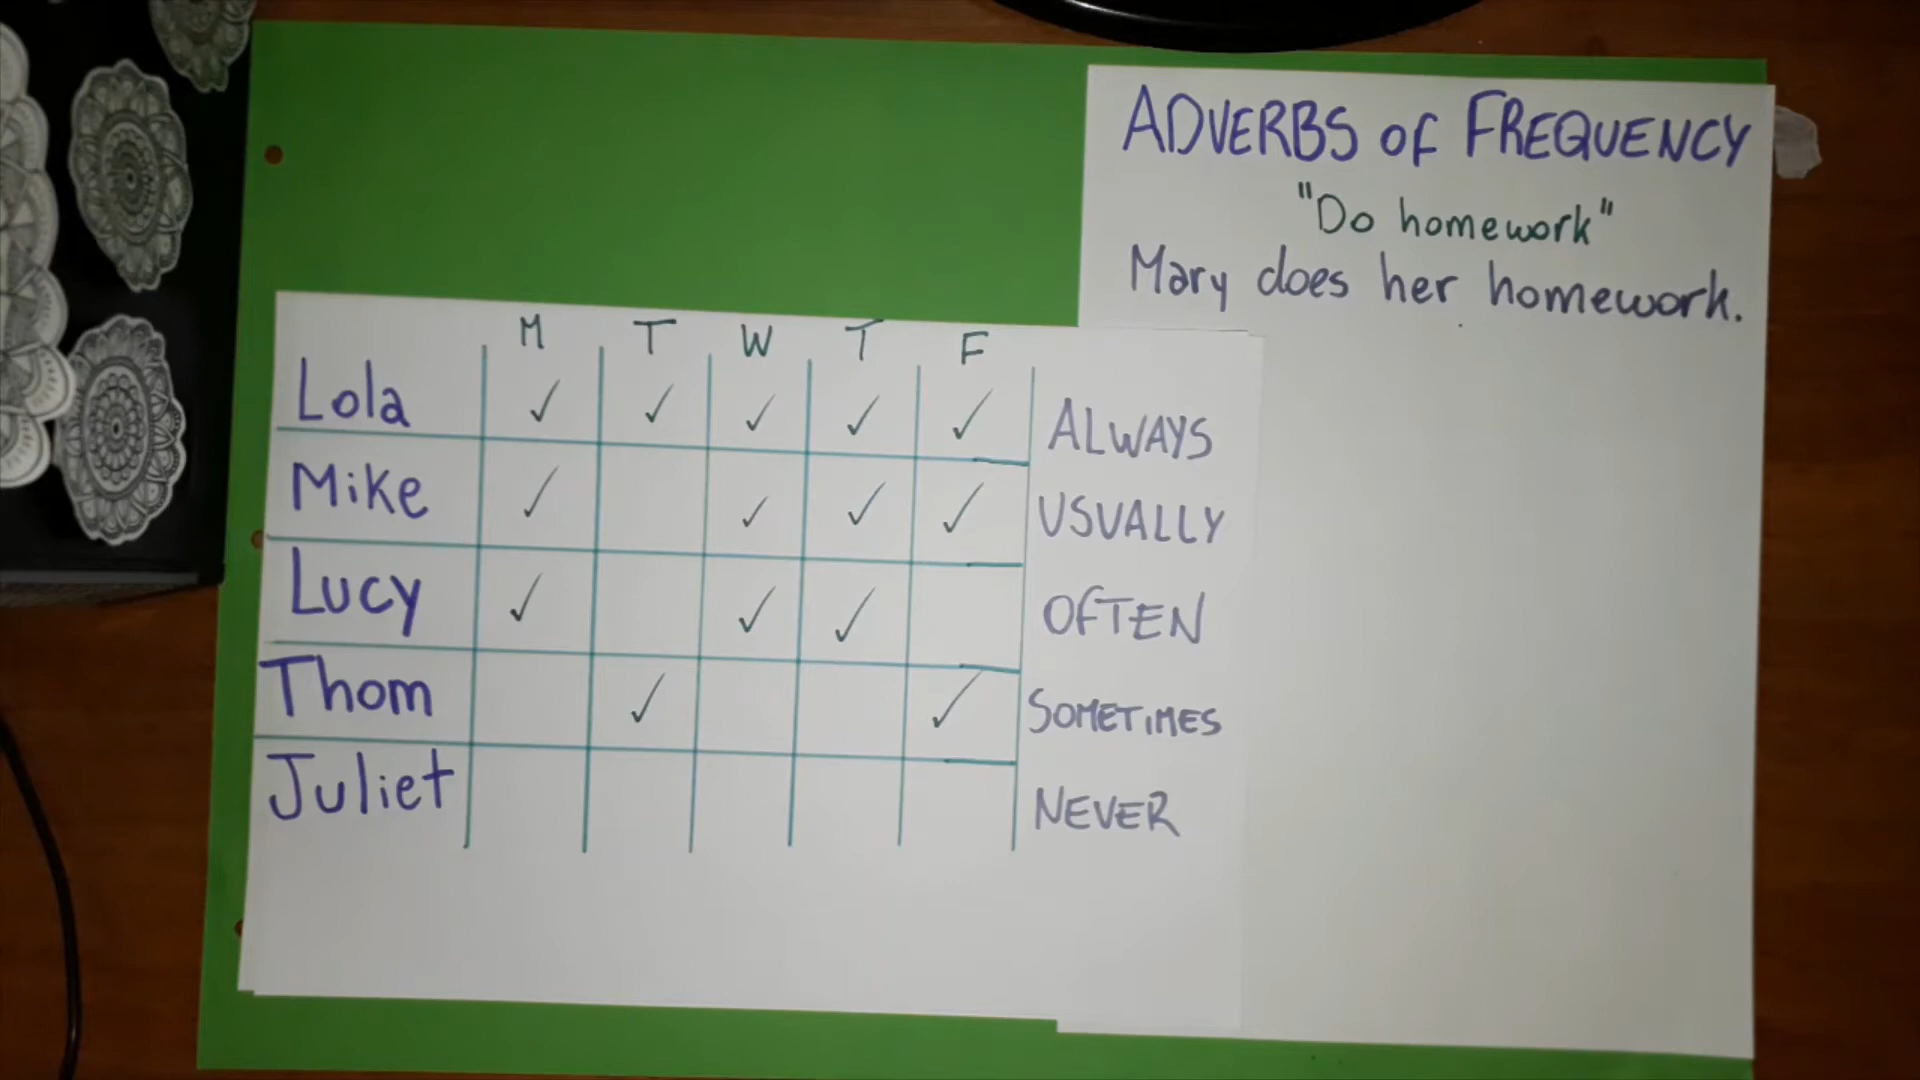 ADVERBS of FREQUENCY
"Do homework"
Mary does her homework.
M T W T F
Lola ✓ ✓ ✓ ✓ ✓ ALWAYS
Mike ✓ ✓ ✓ ✓ USUALLY
Lucy ✓ ✓ ✓ OFTEN
Thom ✓ ✓ SOMETIMES
Juliet NEVER